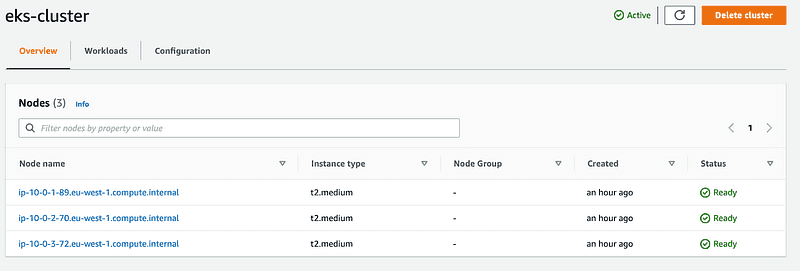 eks-cluster
Active
Delete cluster
Overview Workloads Configuration
Nodes (3) Info
Filter nodes by property or value
1
Node name Instance type Node Group Created Status
ip-10-0-1-89.eu-west-1.compute.internal t2.medium - an hour ago Ready
ip-10-0-2-70.eu-west-1.compute.internal t2.medium - an hour ago Ready
ip-10-0-3-72.eu-west-1.compute.internal t2.medium - an hour ago Ready